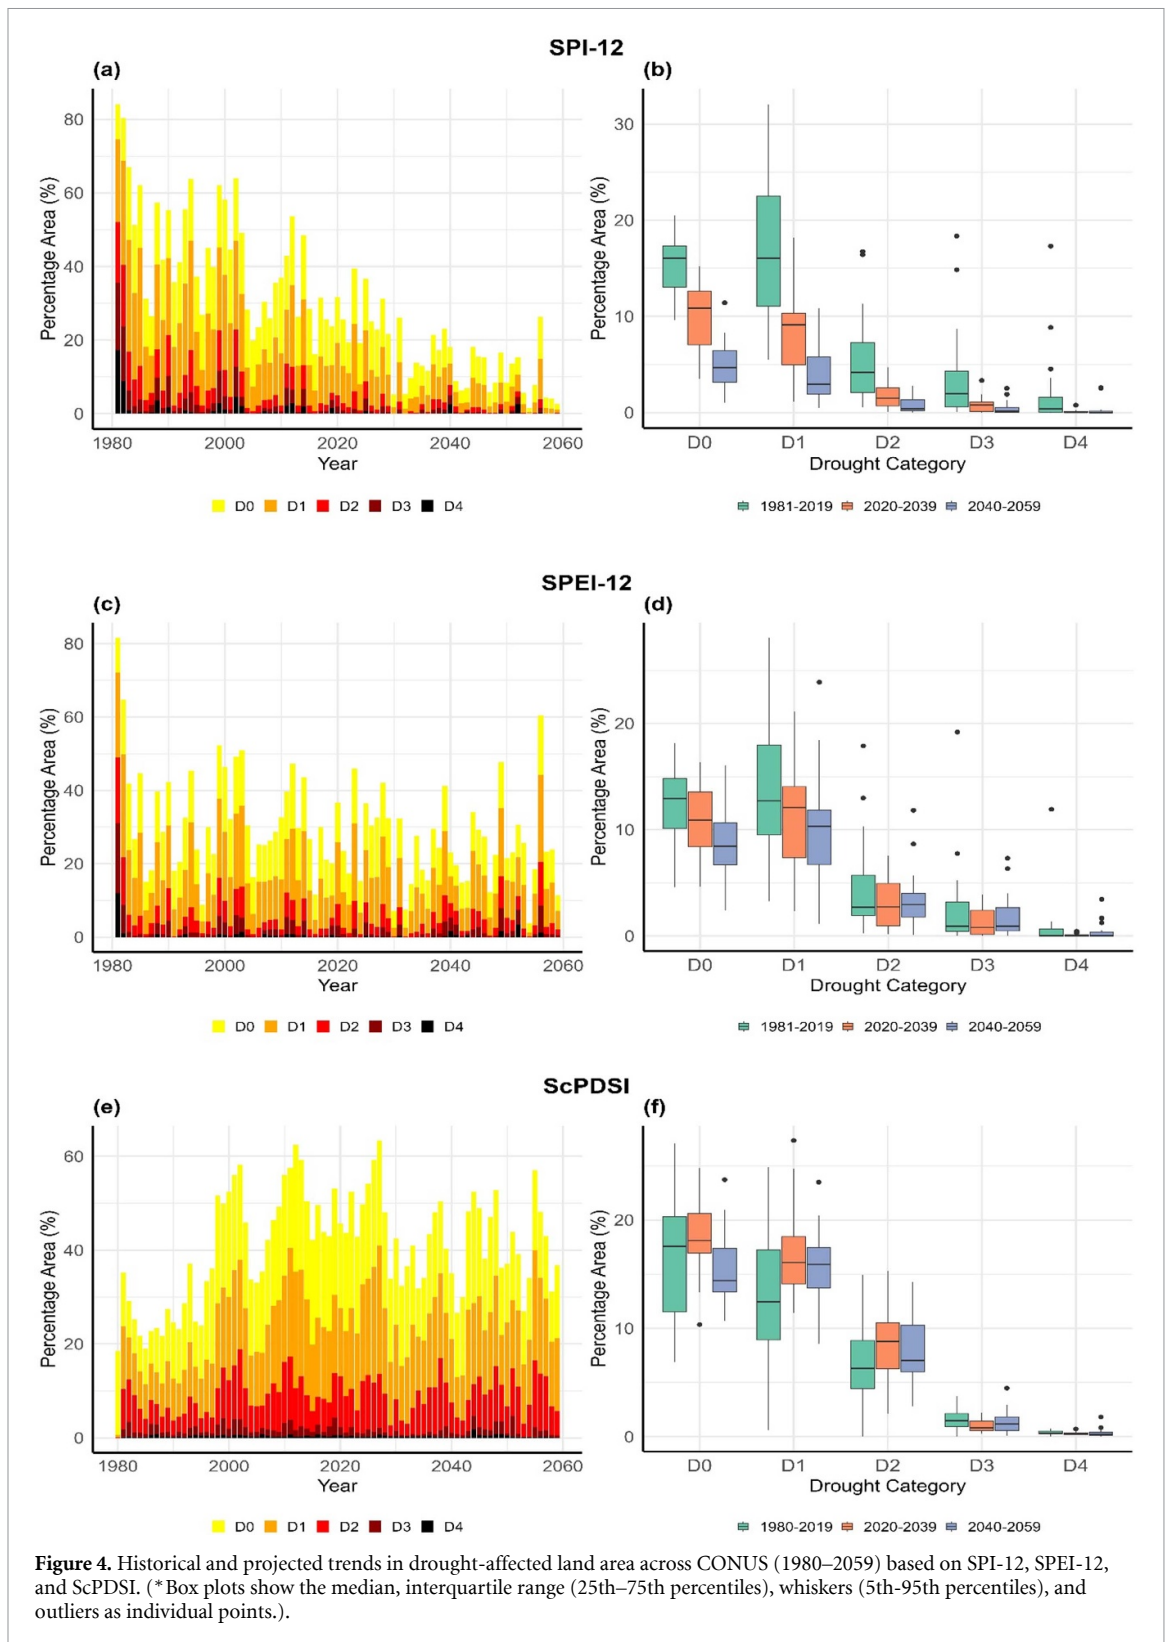 SPI-12
(a)
Percentage Area (%)
80
60
40
20
0
1980 2000 2020 2040 2060
Year
D0 D1 D2 D3 D4
(b)
Percentage Area (%)
30
20
10
0
D0 D1 D2 D3 D4
Drought Category
1981-2019 2020-2039 2040-2059
SPEI-12
(c)
Percentage Area (%)
80
60
40
20
0
1980 2000 2020 2040 2060
Year
D0 D1 D2 D3 D4
(d)
Percentage Area (%)
20
10
0
D0 D1 D2 D3 D4
Drought Category
1981-2019 2020-2039 2040-2059
ScPDSI
(e)
Percentage Area (%)
60
40
20
0
1980 2000 2020 2040 2060
Year
D0 D1 D2 D3 D4
(f)
Percentage Area (%)
20
10
0
D0 D1 D2 D3 D4
Drought Category
1980-2019 2020-2039 2040-2059
Figure 4. Historical and projected trends in drought-affected land area across CONUS (1980–2059) based on SPI-12, SPEI-12,
and ScPDSI. (*Box plots show the median, interquartile range (25th–75th percentiles), whiskers (5th-95th percentiles), and
outliers as individual points.).